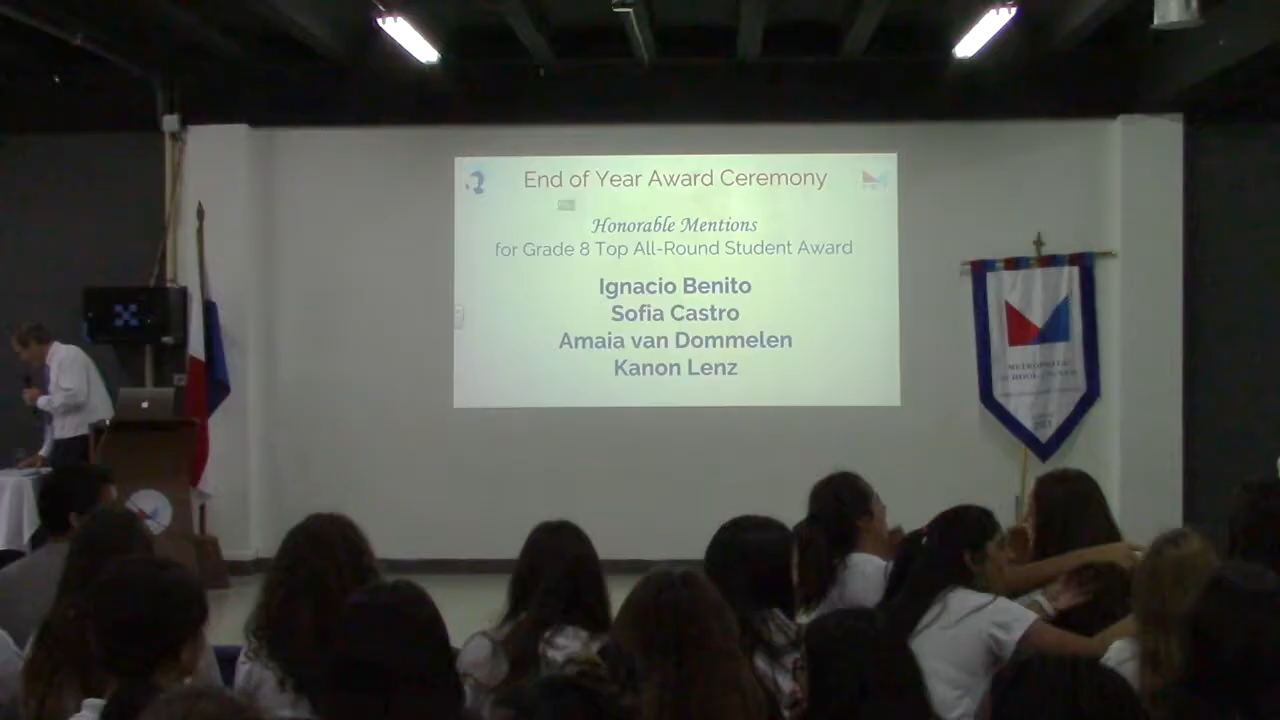 End of Year Award Ceremony
Honorable Mentions
for Grade 8 Top All-Round Student Award
Ignacio Benito
Sofia Castro
Amaia van Dommelen
Kanon Lenz